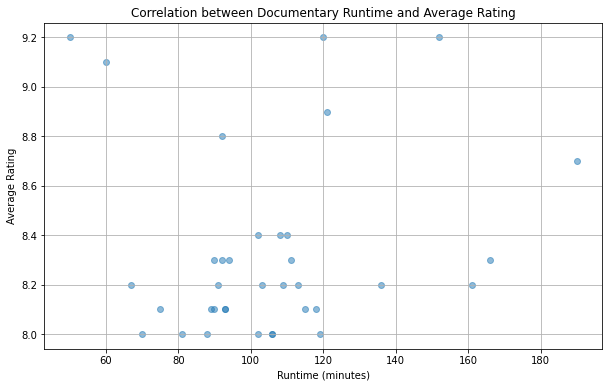 Correlation between Documentary Runtime and Average Rating
9.2
9.0
8.8
8.6
8.4
8.2
8.0
Average Rating
60 80 100 120 140 160 180
Runtime (minutes)